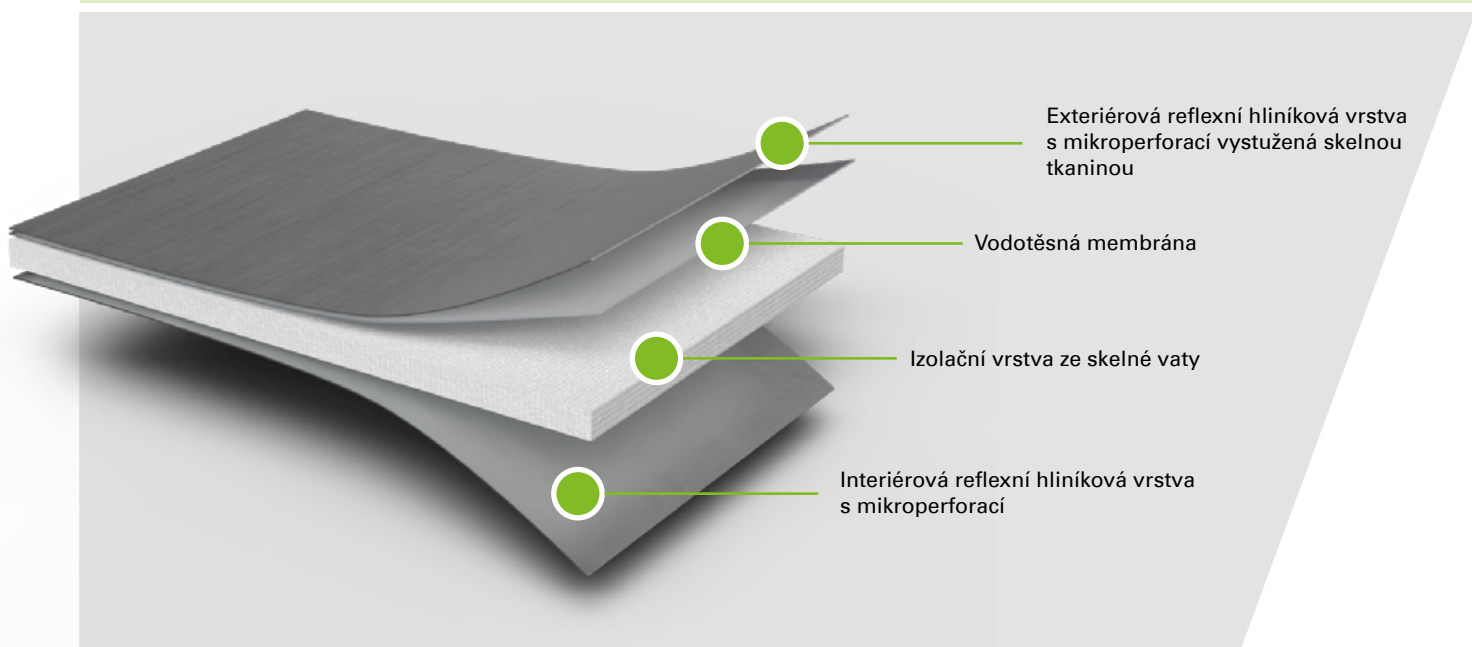 Exteriérová reflexní hliníková vrstva
s mikroperforací vystužená skelnou
tkaninou
Vodotěsná membrána
Izolační vrstva ze skelné vaty
Interiérová reflexní hliníková vrstva
s mikroperforací